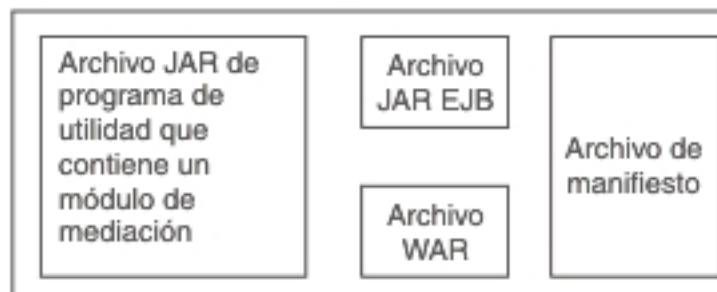 Archivo JAR de
programa de
utilidad que
contiene un
módulo de
mediación
Archivo
JAR EJB
Archivo
WAR
Archivo de
manifiesto